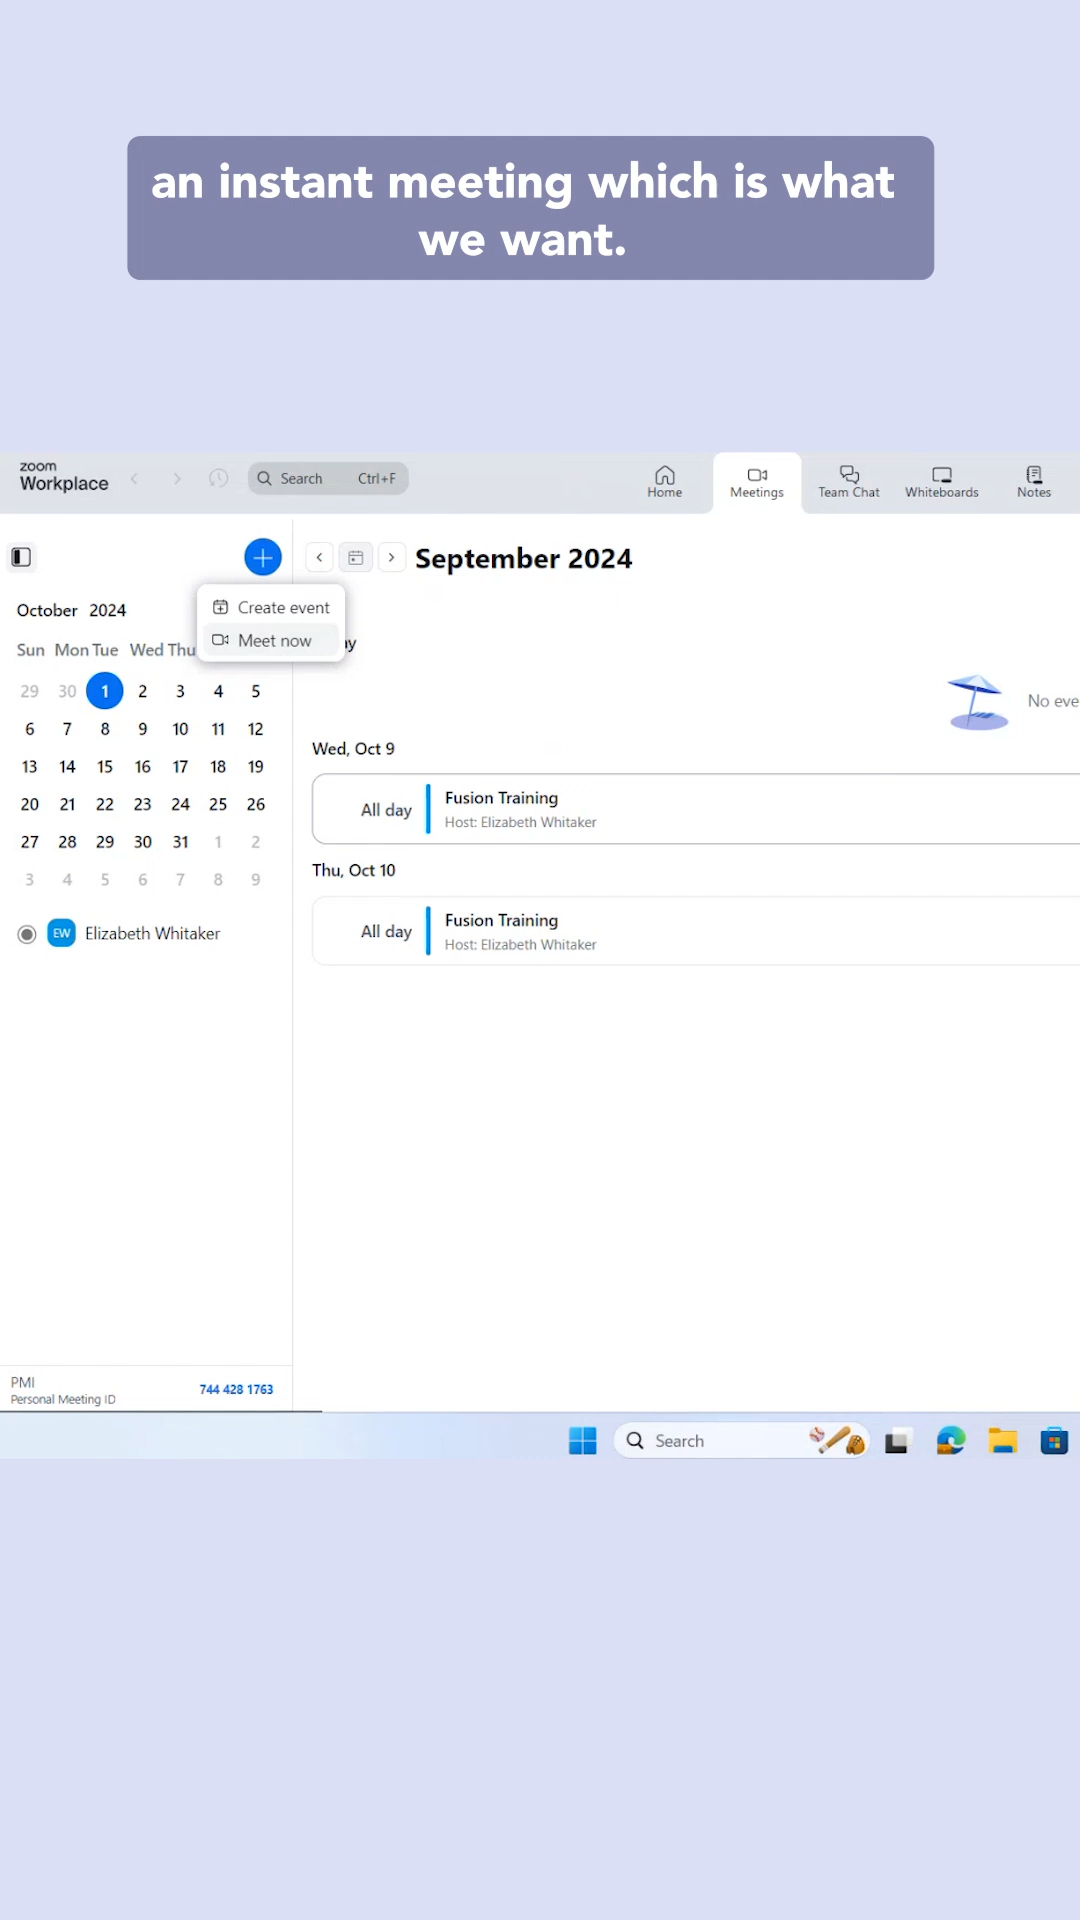 an instant meeting which is what
we want.
zoom
Workplace
Search Ctrl+F
Home
Meetings
Team Chat
Whiteboards
Notes
September 2024
Create event
Meet now
October 2024
Sun Mon Tue Wed Thu
29 30 1 2 3 4 5
6 7 8 9 10 11 12
13 14 15 16 17 18 19
20 21 22 23 24 25 26
27 28 29 30 31 1 2
3 4 5 6 7 8 9
EW Elizabeth Whitaker
ay
No eve
Wed, Oct 9
All day
Fusion Training
Host: Elizabeth Whitaker
Thu, Oct 10
All day
Fusion Training
Host: Elizabeth Whitaker
PMI
Personal Meeting ID
744 428 1763
Search